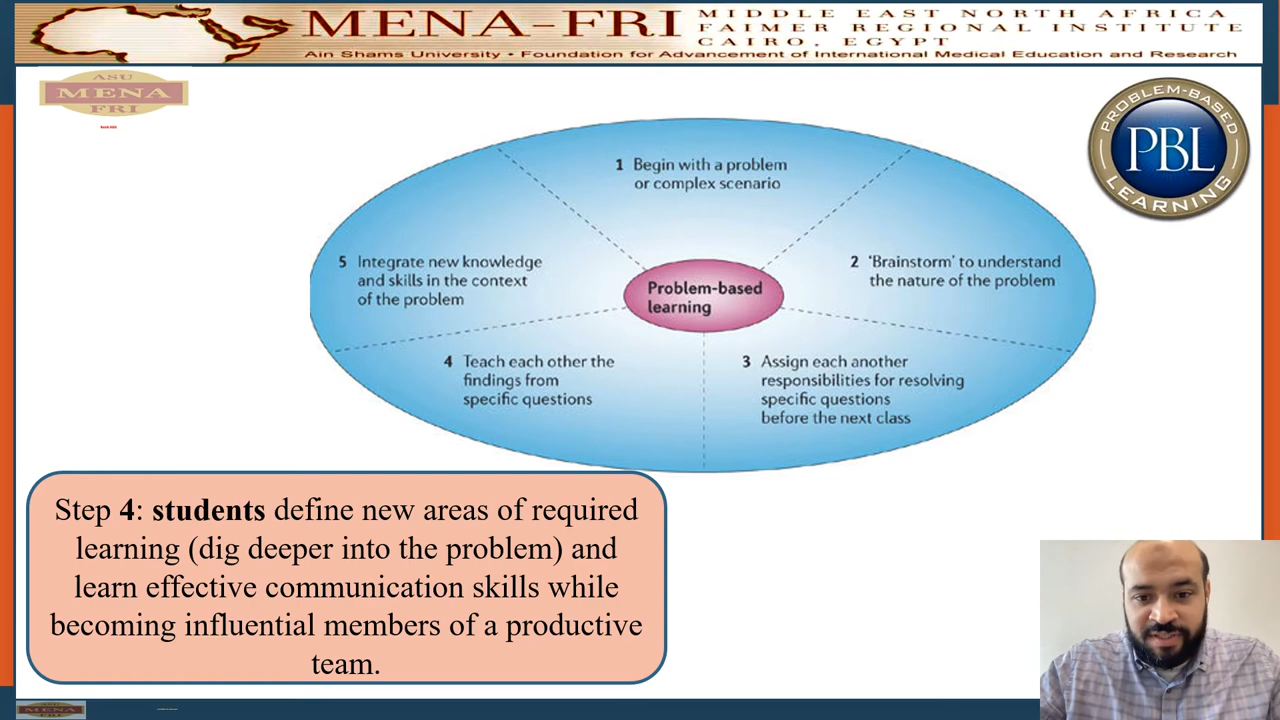 MENA-FRI
MIDDLE EAST NORTH AFRICA
FAIMER REGIONAL INSTITUTE
CAIRO, EGYPT
Ain Shams University • Foundation for Advancement of International Medical Education and Research
ASU
MENA
FRI
PROBLEM-BASED
PBL
LEARNING
1 Begin with a problem
or complex scenario
2 'Brainstorm' to understand
the nature of the problem
3 Assign each another
responsibilities for resolving
specific questions
before the next class
4 Teach each other the
findings from
specific questions
5 Integrate new knowledge
and skills in the context
of the problem
Problem-based
learning
Step 4: students define new areas of required
learning (dig deeper into the problem) and
learn effective communication skills while
becoming influential members of a productive
team.
MENA
FRI